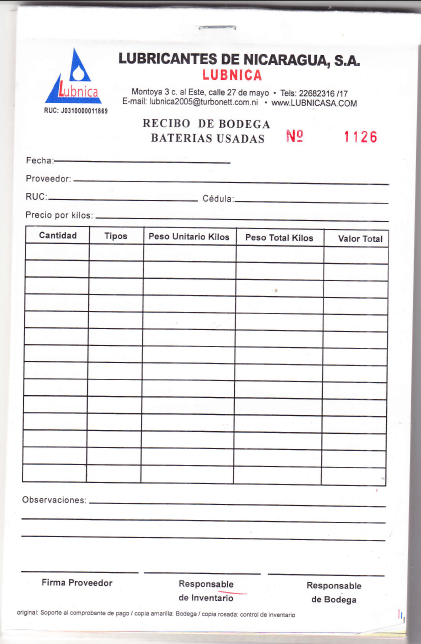 Lubnica
RUC: J0310000011869
LUBRICANTES DE NICARAGUA, S.A.
LUBNICA
Montoya 3 c. al Este, calle 27 de mayo • Tels: 22682316 /17
E-mail: lubnica2005@turbonett.com.ni • www.LUBNICASA.COM
RECIBO DE BODEGA
BATERIAS USADAS
Nº 1126
Fecha:
Proveedor:
RUC: Cédula:
Precio por kilos:
Cantidad Tipos Peso Unitario Kilos Peso Total Kilos Valor Total
Observaciones:
Firma Proveedor
Responsable
de Inventario
Responsable
de Bodega
original: Soporte al comprobante de pago / copia amarilla: Bodega / copia rosada: control de inventario